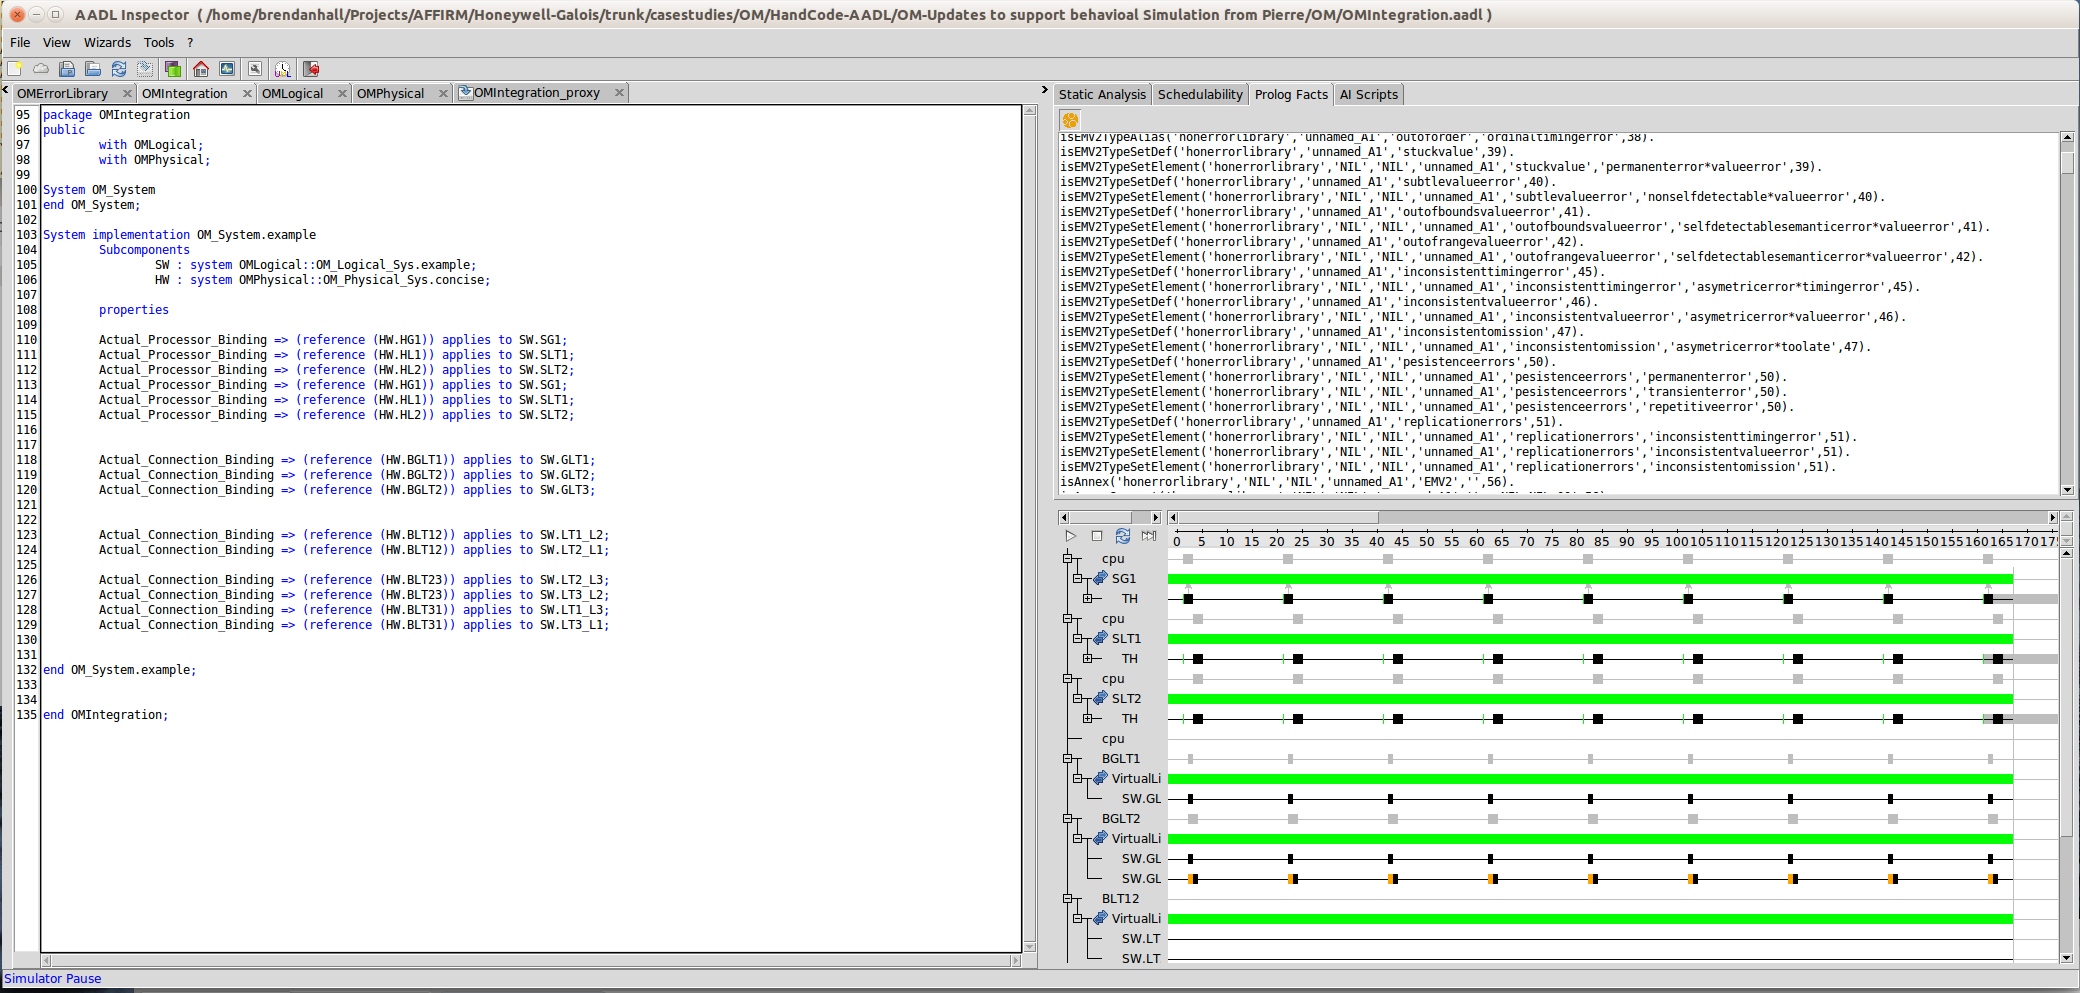 AADL Inspector ( /home/brendanhall/Projects/AFFIRM/Honeywell-Galois/trunk/casestudies/OM/HandCode-AADL/OM-Updates to support behavioal Simulation from Pierre/OM/OMIntegration.aadl )
File View Wizards Tools ?
OMErrorLibrary OMIntegration OMLogical OMPhysical OMIntegration_proxy
95 package OMIntegration
96 public
97 with OMLogical;
98 with OMPhysical;
99
100 System OM_System
101 end OM_System;
102
103 System implementation OM_System.example
104 Subcomponents
105 SW : system OMLogical::OM_Logical_Sys.example;
106 HW : system OMPhysical::OM_Physical_Sys.concise;
107
108 properties
109
110 Actual_Processor_Binding => (reference (HW.HG1)) applies to SW.SG1;
111 Actual_Processor_Binding => (reference (HW.HL1)) applies to SW.SLT1;
112 Actual_Processor_Binding => (reference (HW.HL2)) applies to SW.SLT2;
113 Actual_Processor_Binding => (reference (HW.HG1)) applies to SW.SG1;
114 Actual_Processor_Binding => (reference (HW.HL1)) applies to SW.SLT1;
115 Actual_Processor_Binding => (reference (HW.HL2)) applies to SW.SLT2;
116
117
118 Actual_Connection_Binding => (reference (HW.BGLT1)) applies to SW.GLT1;
119 Actual_Connection_Binding => (reference (HW.BGLT2)) applies to SW.GLT2;
120 Actual_Connection_Binding => (reference (HW.BGLT2)) applies to SW.GLT3;
121
122
123 Actual_Connection_Binding => (reference (HW.BLT12)) applies to SW.LT1_L2;
124 Actual_Connection_Binding => (reference (HW.BLT12)) applies to SW.LT2_L1;
125
126 Actual_Connection_Binding => (reference (HW.BLT23)) applies to SW.LT2_L3;
127 Actual_Connection_Binding => (reference (HW.BLT23)) applies to SW.LT3_L2;
128 Actual_Connection_Binding => (reference (HW.BLT31)) applies to SW.LT1_L3;
129 Actual_Connection_Binding => (reference (HW.BLT31)) applies to SW.LT3_L1;
130
131
132 end OM_System.example;
133
134
135 end OMIntegration;
Static Analysis Schedulability Prolog Facts AI Scripts
isEMV2TypeAlias('honerrorlibrary','unnamed_A1','outoforder','ordinaltimingerror',38).
isEMV2TypeSetDef('honerrorlibrary','unnamed_A1','stuckvalue',39).
isEMV2TypeSetElement('honerrorlibrary','NIL','NIL','unnamed_A1','stuckvalue','permanenterror*valueerror',39).
isEMV2TypeSetDef('honerrorlibrary','unnamed_A1','subtlevalueerror',40).
isEMV2TypeSetElement('honerrorlibrary','NIL','NIL','unnamed_A1','subtlevalueerror','nonselfdetectable*valueerror',40).
isEMV2TypeSetDef('honerrorlibrary','unnamed_A1','outofboundsvalueerror',41).
isEMV2TypeSetElement('honerrorlibrary','NIL','NIL','unnamed_A1','outofboundsvalueerror','selfdetectablesemanticerror*valueerror',41).
isEMV2TypeSetDef('honerrorlibrary','unnamed_A1','outofrangevalueerror',42).
isEMV2TypeSetElement('honerrorlibrary','NIL','NIL','unnamed_A1','outofrangevalueerror','selfdetectablesemanticerror*valueerror',42).
isEMV2TypeSetDef('honerrorlibrary','unnamed_A1','inconsistenttimingerror',45).
isEMV2TypeSetElement('honerrorlibrary','NIL','NIL','unnamed_A1','inconsistenttimingerror','asymetricerror*timingerror',45).
isEMV2TypeSetDef('honerrorlibrary','unnamed_A1','inconsistentvalueerror',46).
isEMV2TypeSetElement('honerrorlibrary','NIL','NIL','unnamed_A1','inconsistentvalueerror','asymetricerror*valueerror',46).
isEMV2TypeSetDef('honerrorlibrary','unnamed_A1','inconsistentomission',47).
isEMV2TypeSetElement('honerrorlibrary','NIL','NIL','unnamed_A1','inconsistentomission','asymetricerror*toolate',47).
isEMV2TypeSetDef('honerrorlibrary','unnamed_A1','pesistenceerrors',50).
isEMV2TypeSetElement('honerrorlibrary','NIL','NIL','unnamed_A1','pesistenceerrors','permanenterror',50).
isEMV2TypeSetElement('honerrorlibrary','NIL','NIL','unnamed_A1','pesistenceerrors','transienterror',50).
isEMV2TypeSetElement('honerrorlibrary','NIL','NIL','unnamed_A1','pesistenceerrors','repetitiveerror',50).
isEMV2TypeSetDef('honerrorlibrary','unnamed_A1','replicationerrors',51).
isEMV2TypeSetElement('honerrorlibrary','NIL','NIL','unnamed_A1','replicationerrors','inconsistenttimingerror',51).
isEMV2TypeSetElement('honerrorlibrary','NIL','NIL','unnamed_A1','replicationerrors','inconsistentvalueerror',51).
isEMV2TypeSetElement('honerrorlibrary','NIL','NIL','unnamed_A1','replicationerrors','inconsistentomission',51).
isAnnex('honerrorlibrary','NIL','NIL','unnamed_A1','EMV2','',56).
0 5 10 15 20 25 30 35 40 45 50 55 60 65 70 75 80 85 90 95 100 105 110 115 120 125 130 135 140 145 150 155 160 165 170 175
cpu
SG1
TH
cpu
SLT1
TH
cpu
SLT2
TH
cpu
BGLT1
VirtualLi
SW.GL
BGLT2
VirtualLi
SW.GL
SW.GL
BLT12
VirtualLi
SW.LT
SW.LT
Simulator Pause